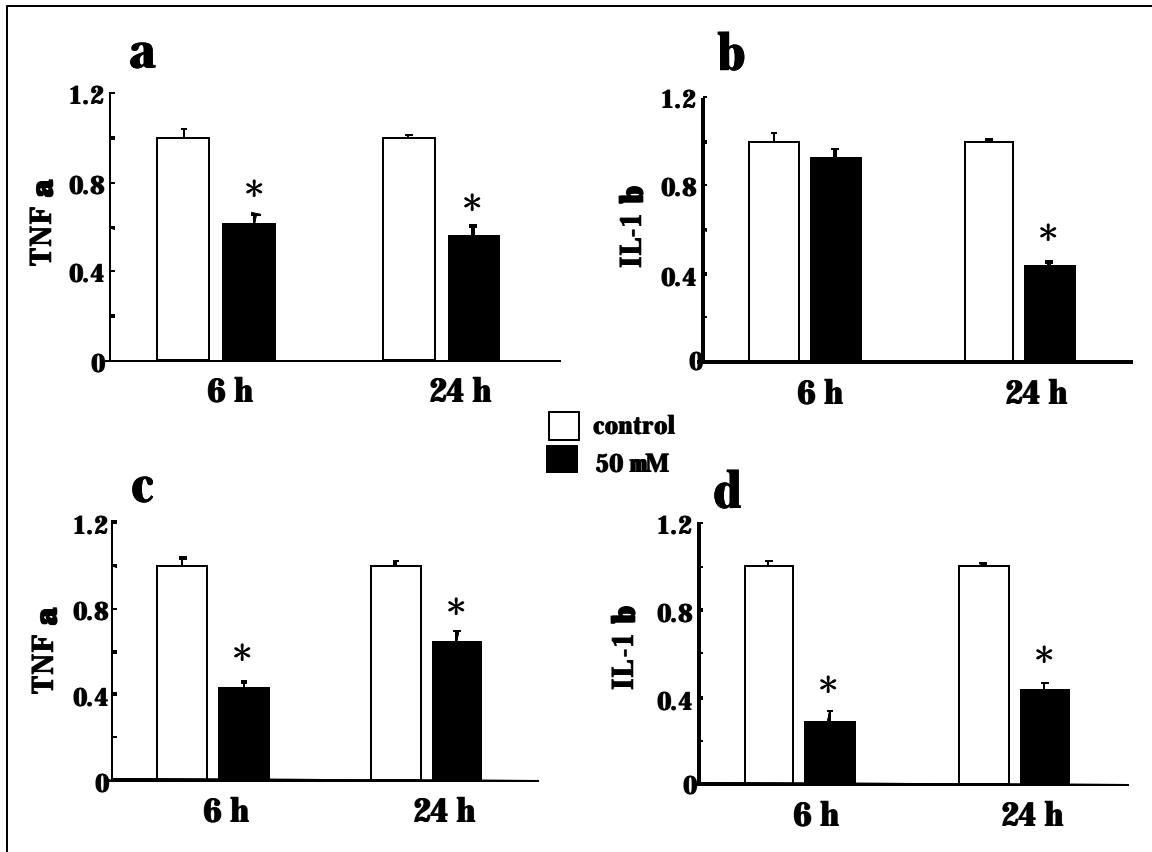 a
1.2
0.8
0.4
0
TNF a
*
*
6 h
24 h
b
1.2
0.8
0.4
0
IL-1 b
*
6 h
24 h
control
50 mM
c
1.2
0.8
0.4
0
TNF a
*
*
6 h
24 h
d
1.2
0.8
0.4
0
IL-1 b
*
*
6 h
24 h